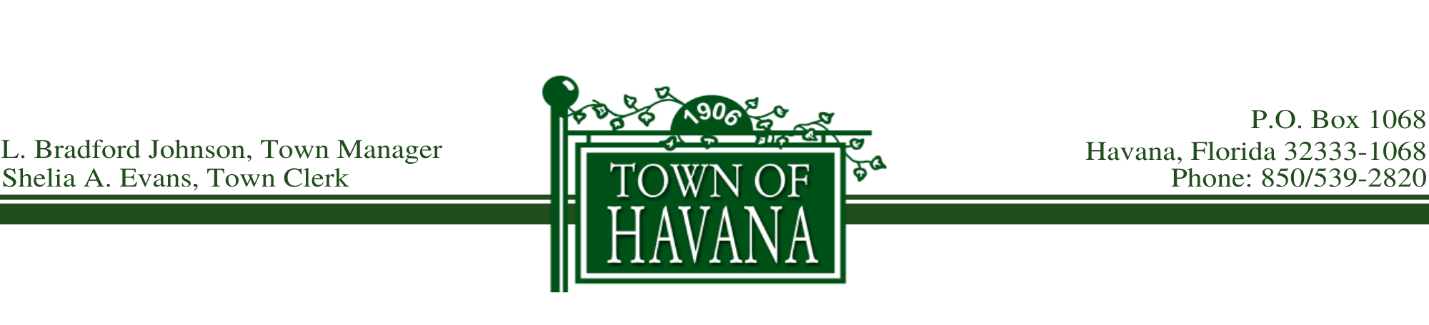 L. Bradford Johnson, Town Manager
Shelia A. Evans, Town Clerk
1906
TOWN OF
HAVANA
P.O. Box 1068
Havana, Florida 32333-1068
Phone: 850/539-2820